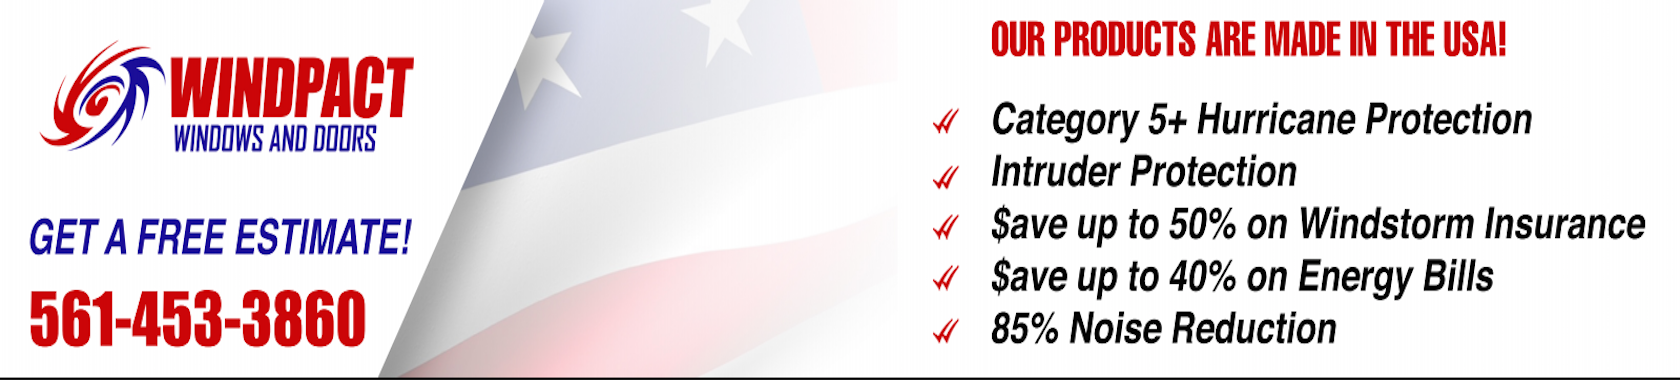 WINDPACT
WINDOWS AND DOORS
GET A FREE ESTIMATE!
561-453-3860
OUR PRODUCTS ARE MADE IN THE USA!
Category 5+ Hurricane Protection
Intruder Protection
$ave up to 50% on Windstorm Insurance
$ave up to 40% on Energy Bills
85% Noise Reduction